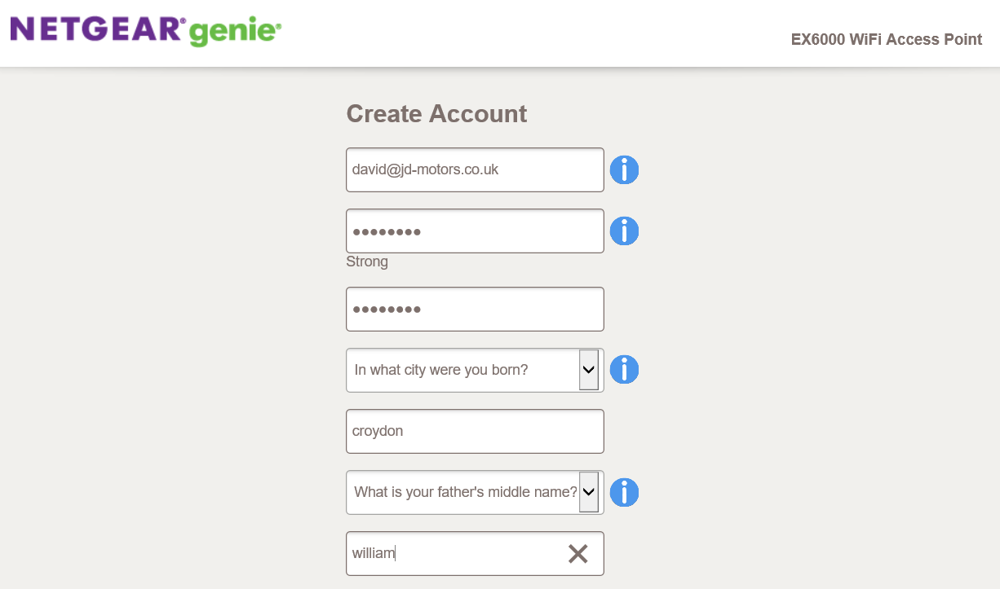 NETGEAR® genie®
EX6000 WiFi Access Point
Create Account
david@jd-motors.co.uk
••••••••
Strong
••••••••
In what city were you born?
croydon
What is your father's middle name?
william